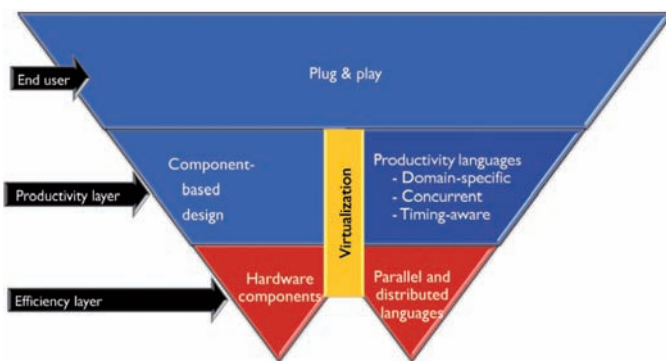 Plug & play
End user
Component-
based
design
Virtualization
Productivity languages
- Domain-specific
- Concurrent
- Timing-aware
Productivity layer
Hardware
components
Parallel and
distributed
languages
Efficiency layer